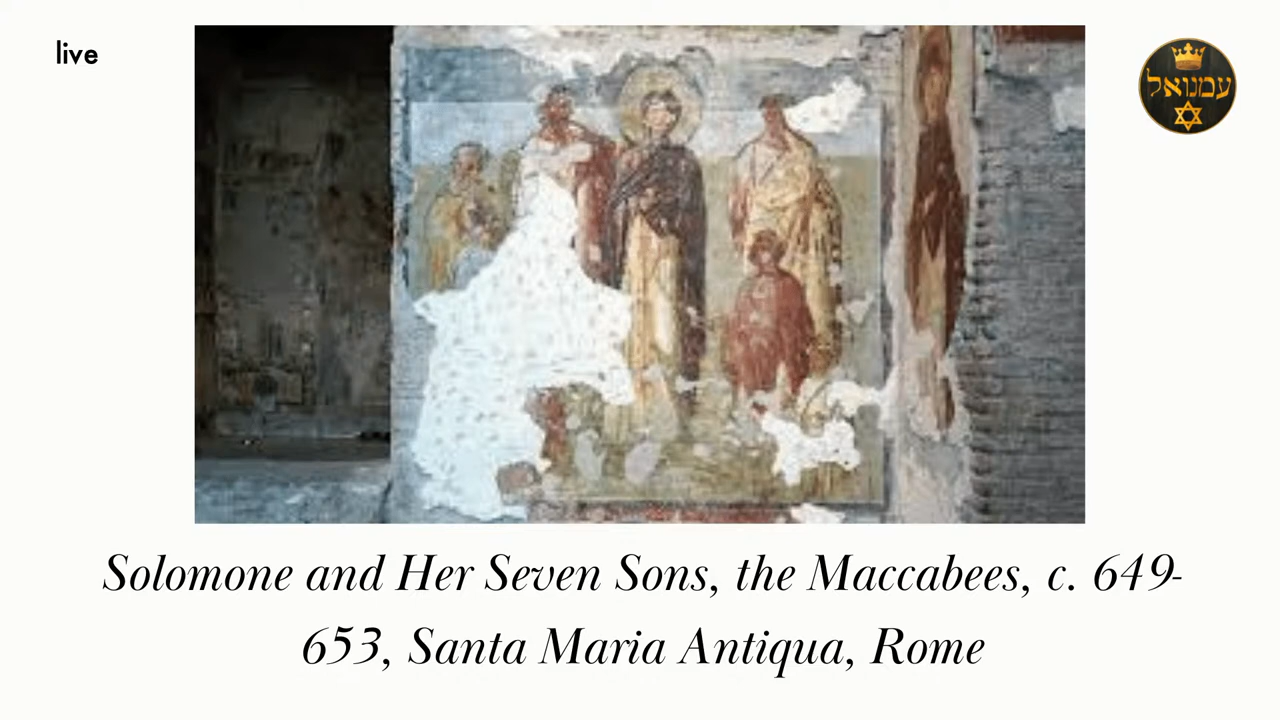 live
עמנואל
Solomone and Her Seven Sons, the Maccabees, c. 649-
653, Santa Maria Antiqua, Rome